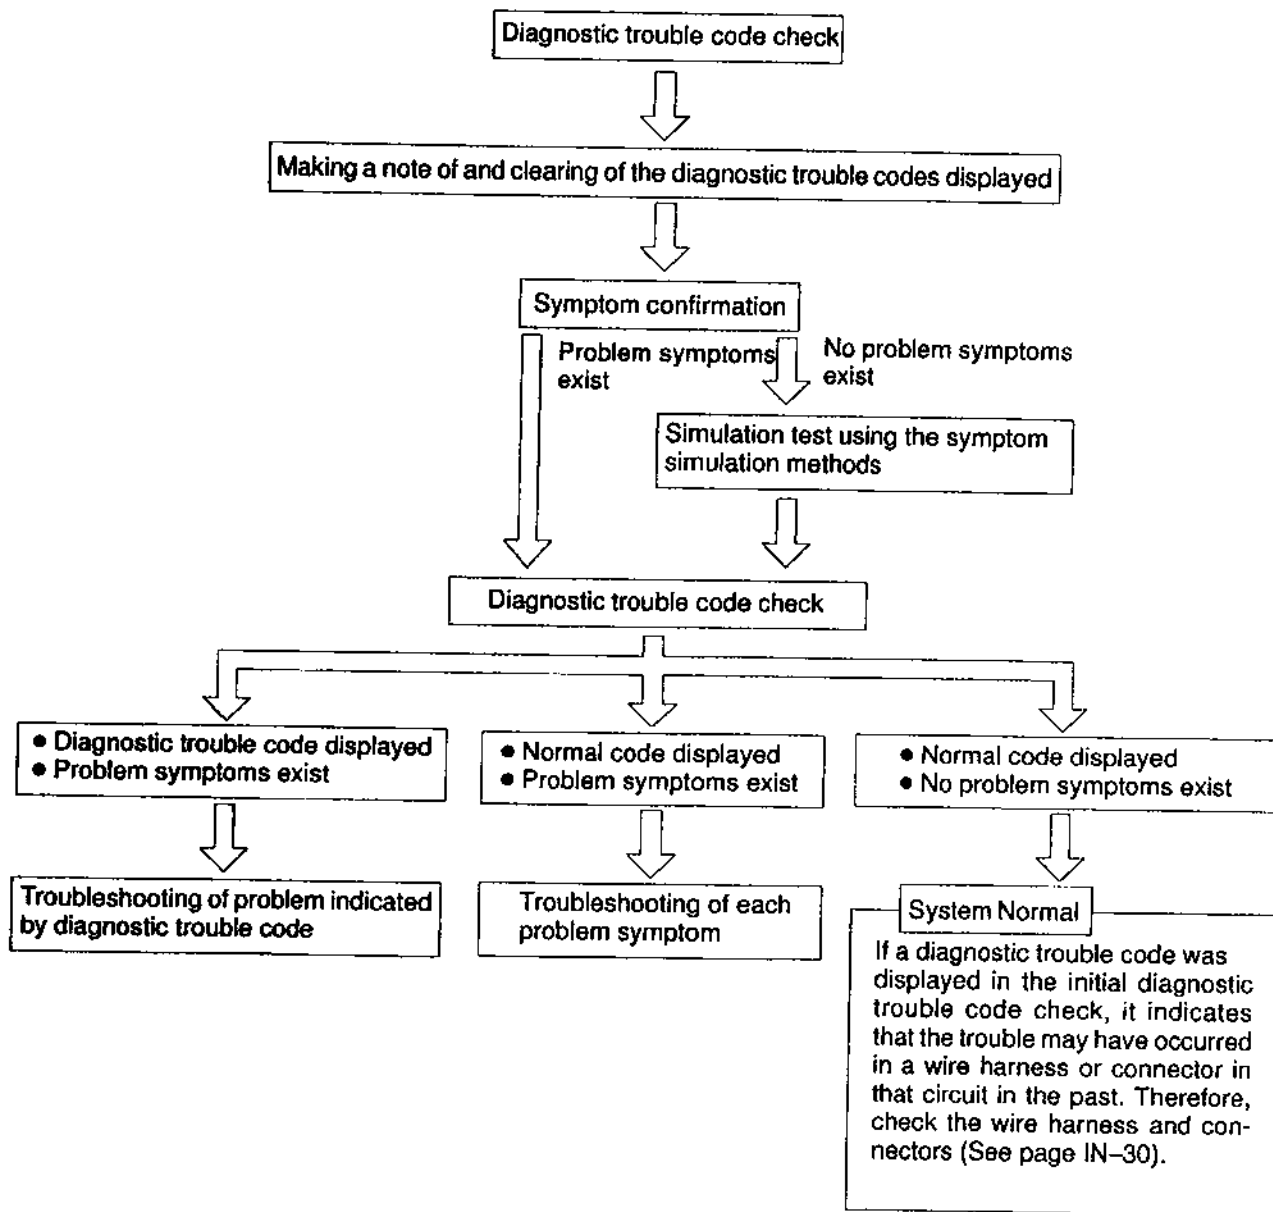 Diagnostic trouble code check
Making a note of and clearing of the diagnostic trouble codes displayed
Symptom confirmation
Problem symptoms
exist
No problem symptoms
exist
Simulation test using the symptom
simulation methods
Diagnostic trouble code check
● Diagnostic trouble code displayed
● Problem symptoms exist
● Normal code displayed
● Problem symptoms exist
● Normal code displayed
● No problem symptoms exist
Troubleshooting of problem indicated
by diagnostic trouble code
Troubleshooting of each
problem symptom
System Normal
If a diagnostic trouble code was
displayed in the initial diagnostic
trouble code check, it indicates
that the trouble may have occurred
in a wire harness or connector in
that circuit in the past. Therefore,
check the wire harness and con-
nectors (See page IN–30).